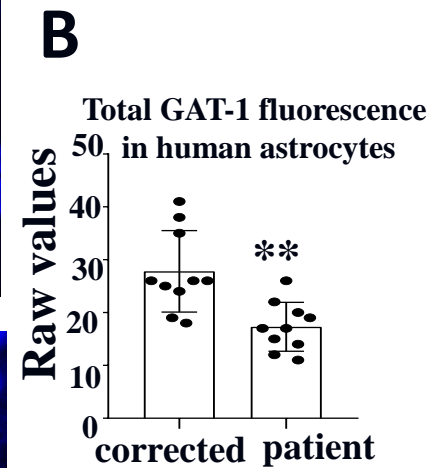 B
Total GAT-1 fluorescence
in human astrocytes
Raw values
50
40
30
20
10
0
**
corrected patient